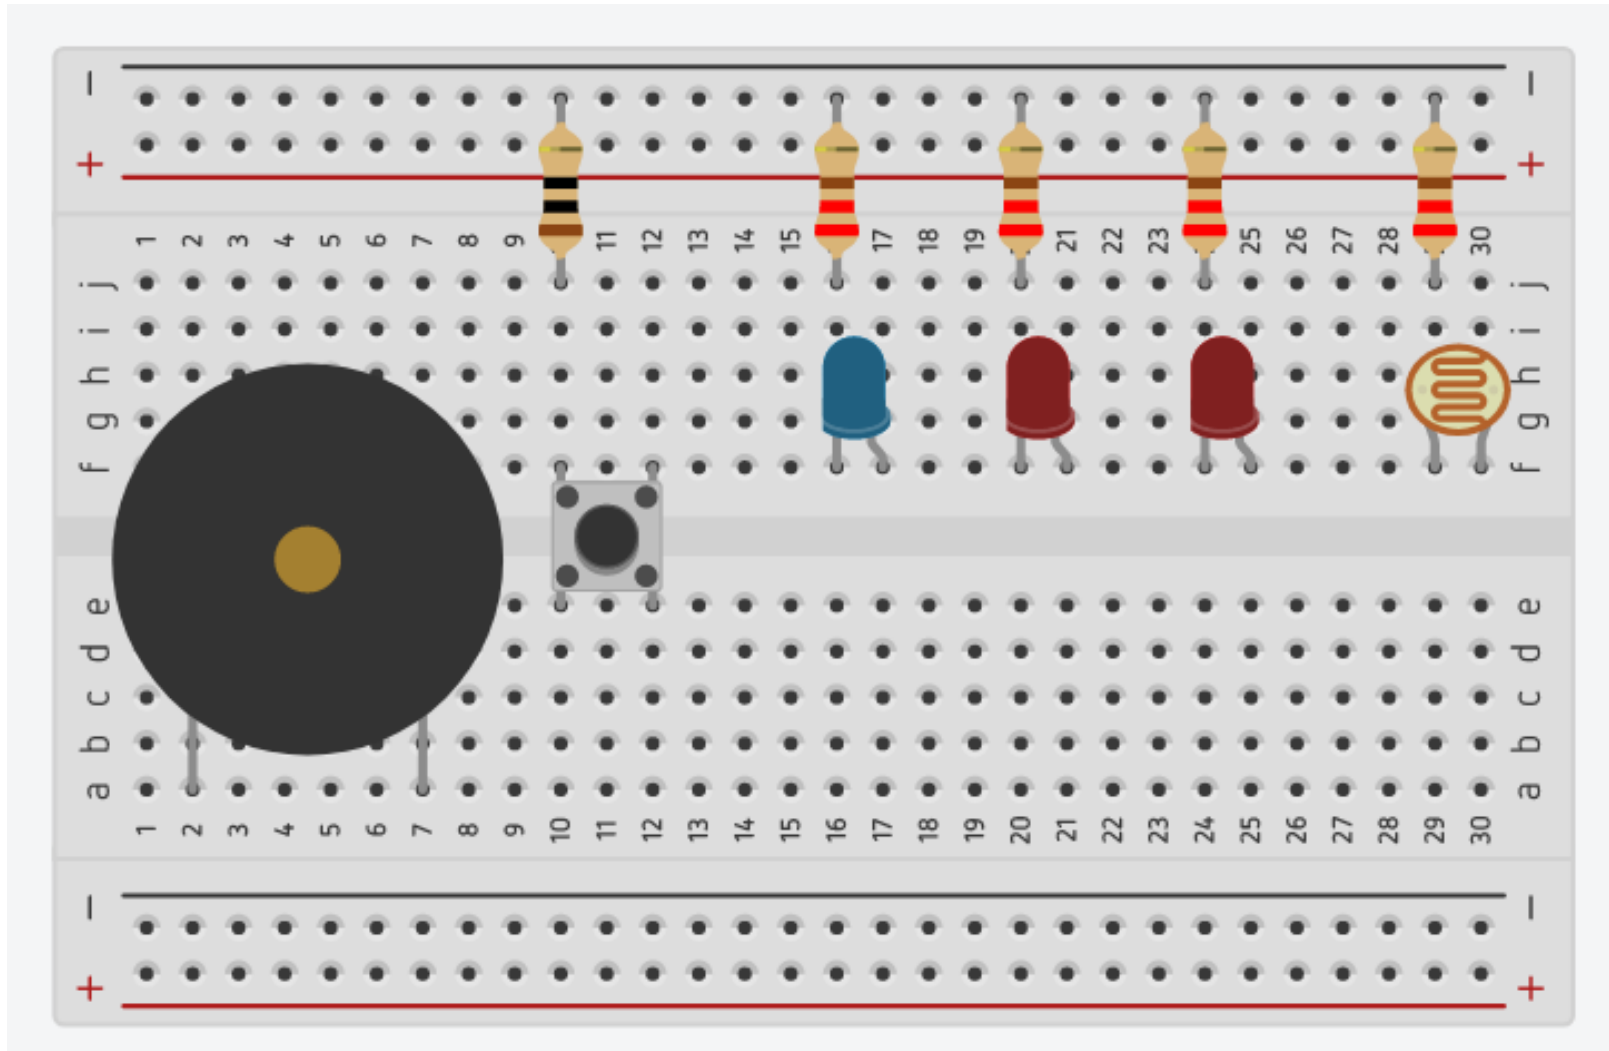 − −
+ +
1 2 3 4 5 6 7 8 9 11 12 13 14 15 17 18 19 21 22 23 25 26 27 28 30
j j
i i
h h
g g
f f
e e
d d
c c
b b
a a
1 2 3 4 5 6 7 8 9 10 11 12 13 14 15 16 17 18 19 20 21 22 23 24 25 26 27 28 29 30
− −
+ +